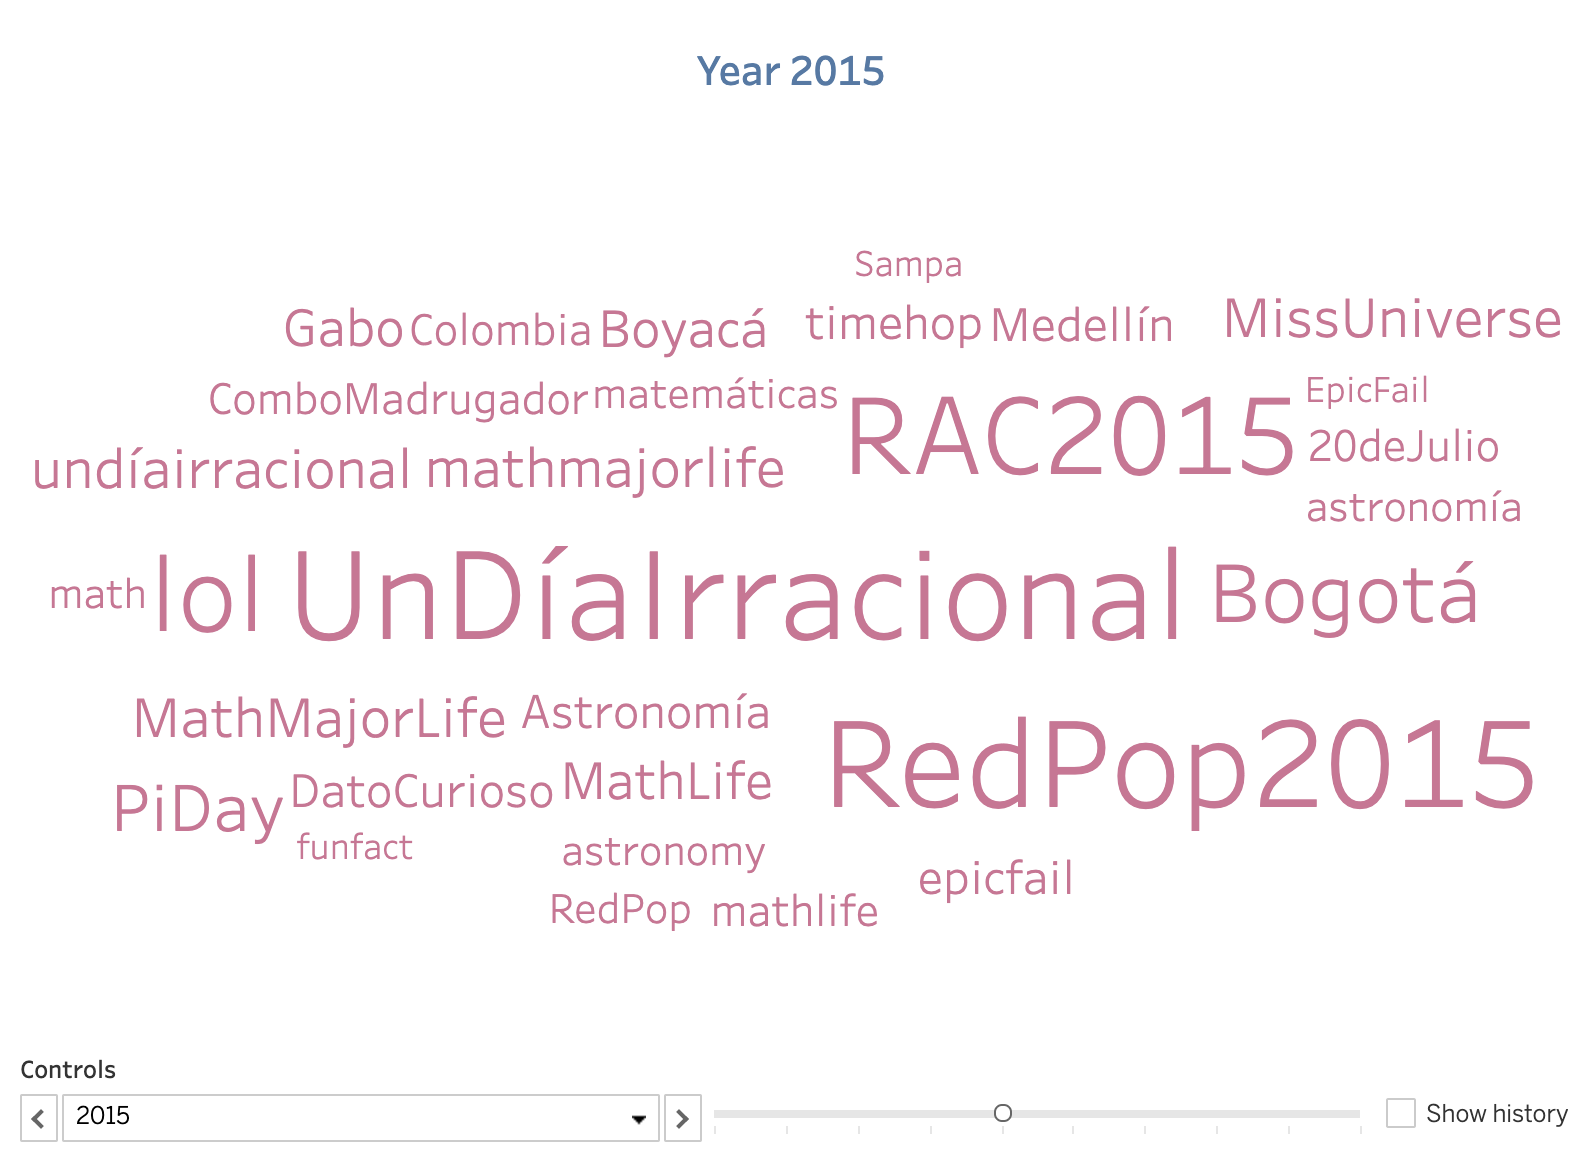 Year 2015
Sampa
Gabo Colombia Boyacá timehop Medellín MissUniverse
ComboMadrugador matemáticas RAC2015 EpicFail
20deJulio
undíairracional mathmajorlife astronomía
math lol UnDíaIrracional Bogotá
MathMajorLife Astronomía RedPop2015
PiDay DatoCurioso MathLife
funfact astronomy epicfail
RedPop mathlife
Controls
2015 Show history